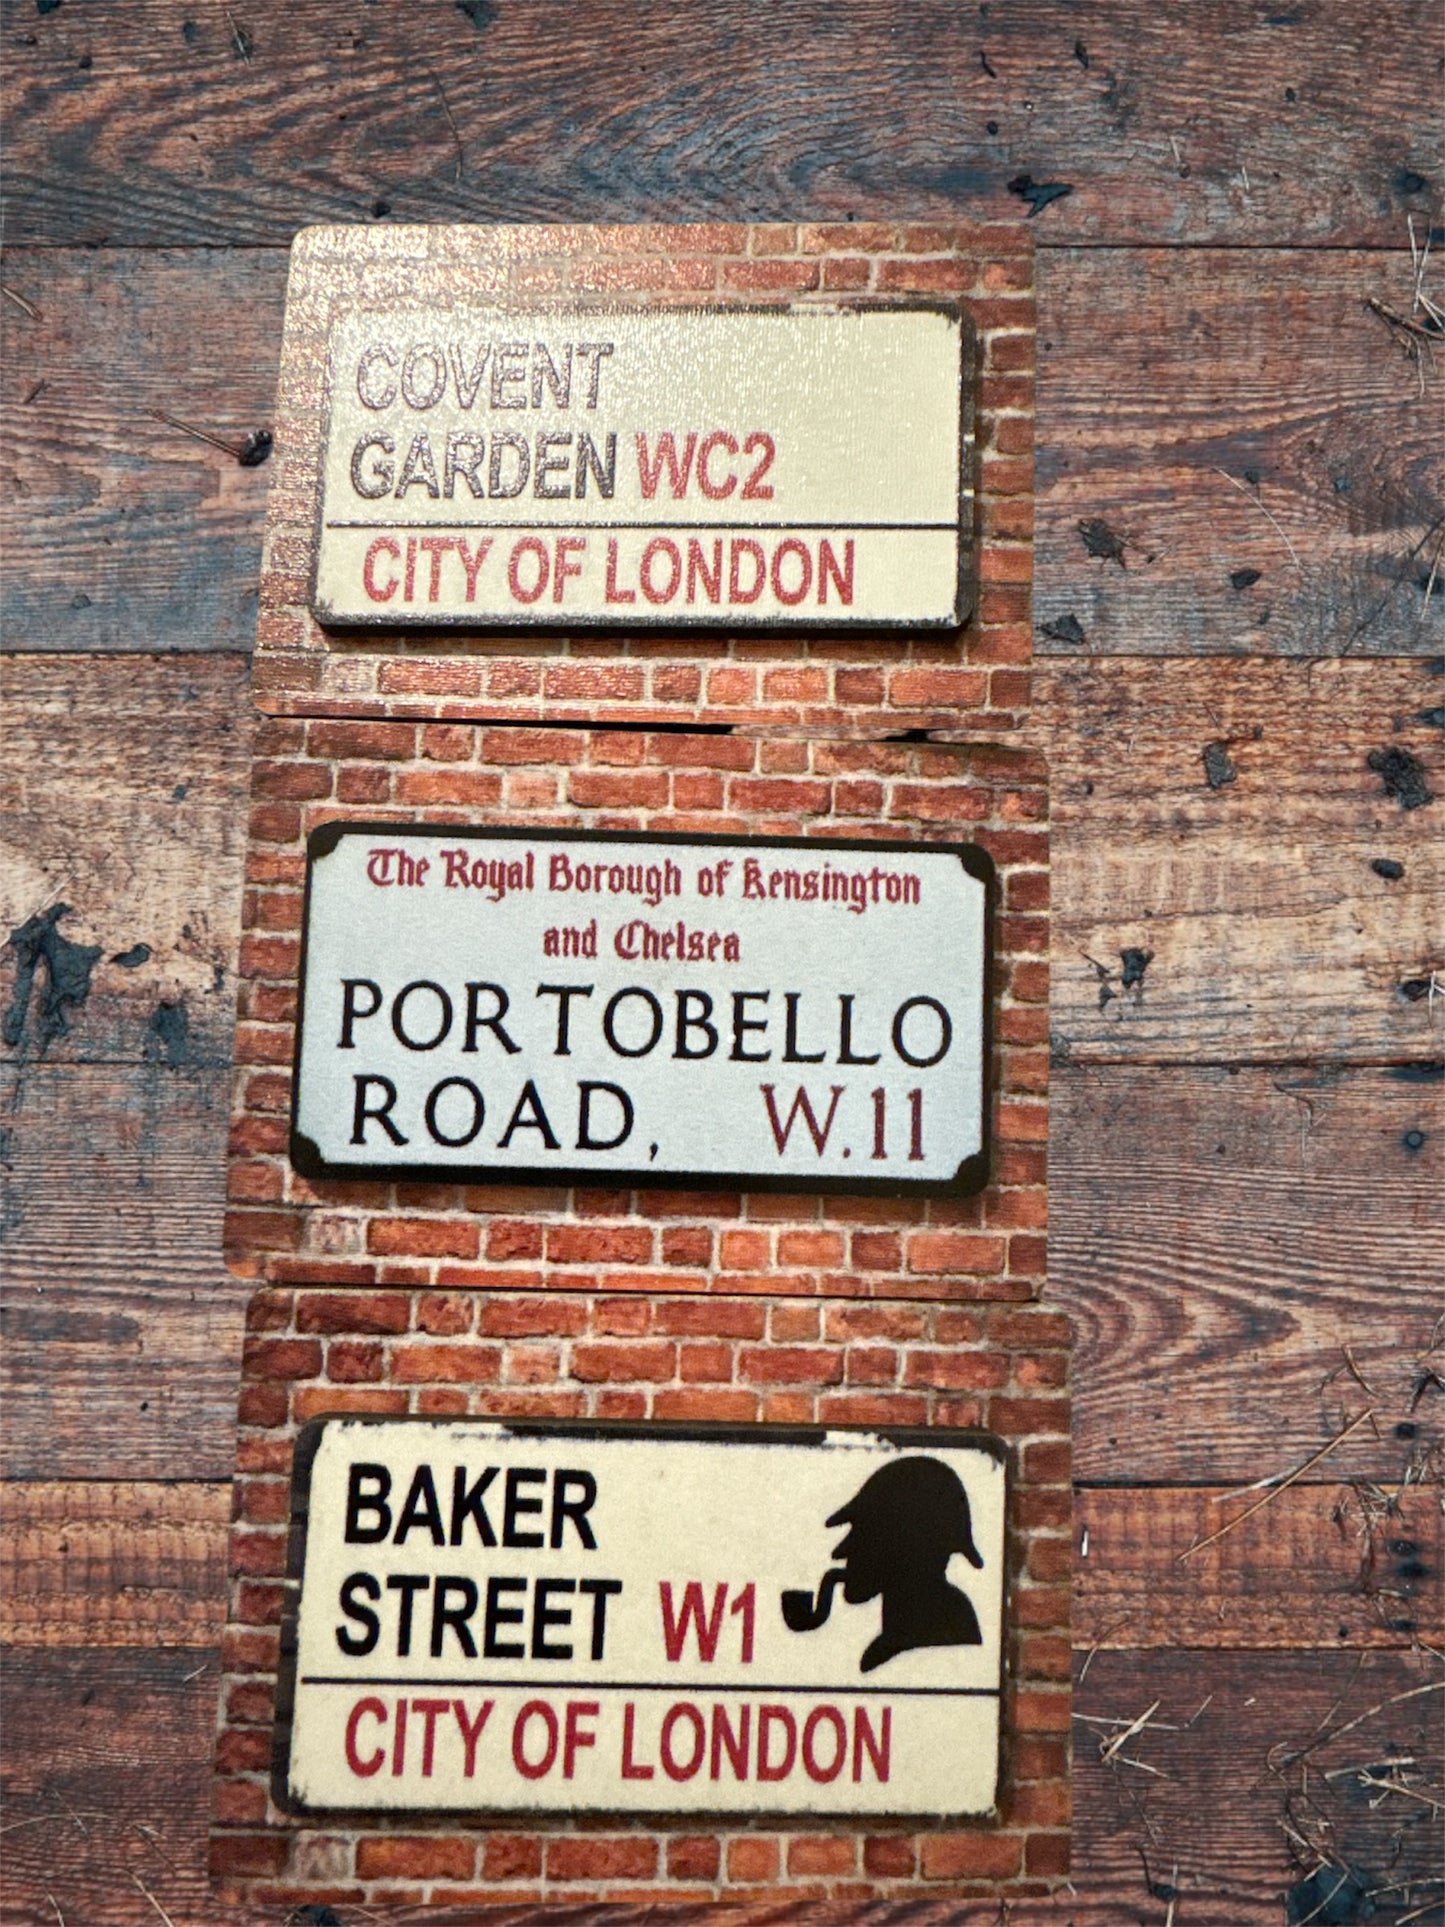 COVENT
GARDEN WC2
CITY OF LONDON
The Royal Borough of Kensington
and Chelsea
PORTOBELLO
ROAD, W.11
BAKER
STREET W1
CITY OF LONDON